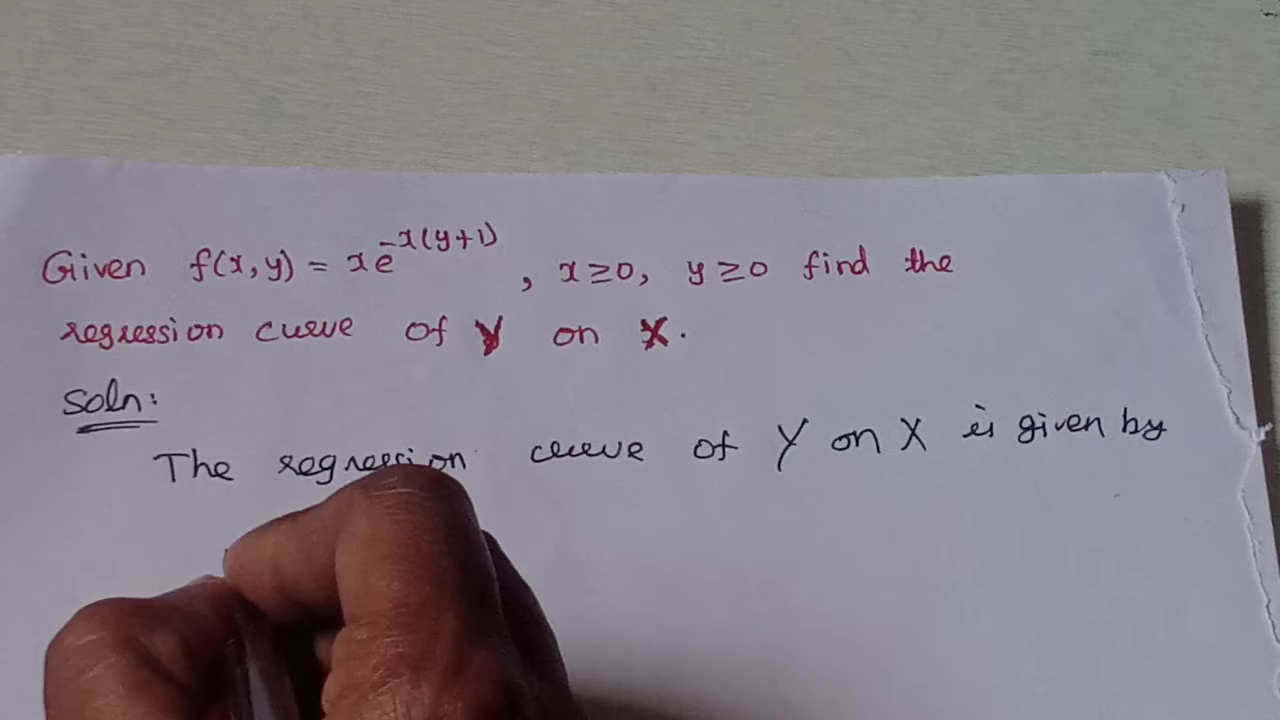 Given f(x,y) = xe^{-x(y+1)}, x≥0, y≥0 find the
regression curve of Y on X.
Soln:
The regression curve of Y on X is given by